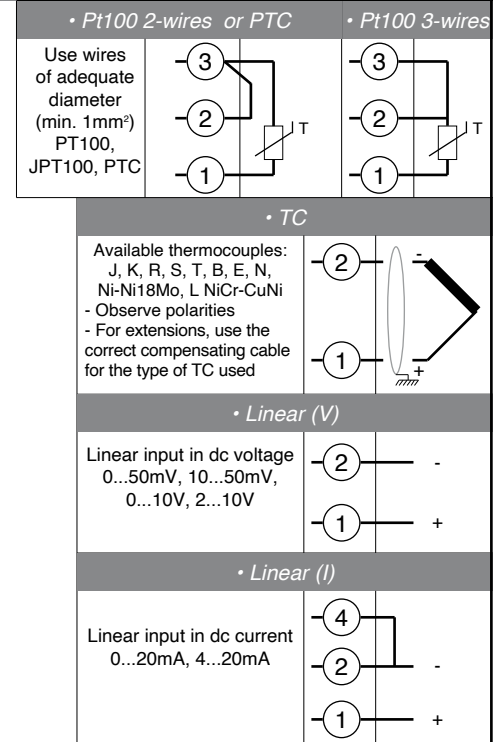 • Pt100 2-wires or PTC
• Pt100 3-wires
Use wires
of adequate
diameter
(min. 1mm²)
PT100,
JPT100, PTC
3
2
1
T
3
2
1
T
• TC
Available thermocouples:
J, K, R, S, T, B, E, N,
Ni-Ni18Mo, L NiCr-CuNi
- Observe polarities
- For extensions, use the
correct compensating cable
for the type of TC used
2
-
1
+
• Linear (V)
Linear input in dc voltage
0...50mV, 10...50mV,
0...10V, 2...10V
2
-
1
+
• Linear (I)
Linear input in dc current
0...20mA, 4...20mA
4
2
-
1
+